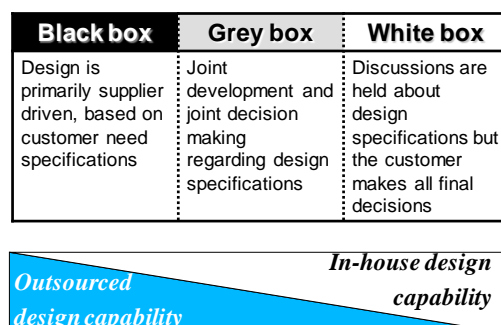 Black box
Grey box
White box
Design is
primarily supplier
driven, based on
customer need
specifications
Joint
development and
joint decision
making
regarding design
specifications
Discussions are
held about
design
specifications but
the customer
makes all final
decisions
In-house design
capability
Outsourced
design capability